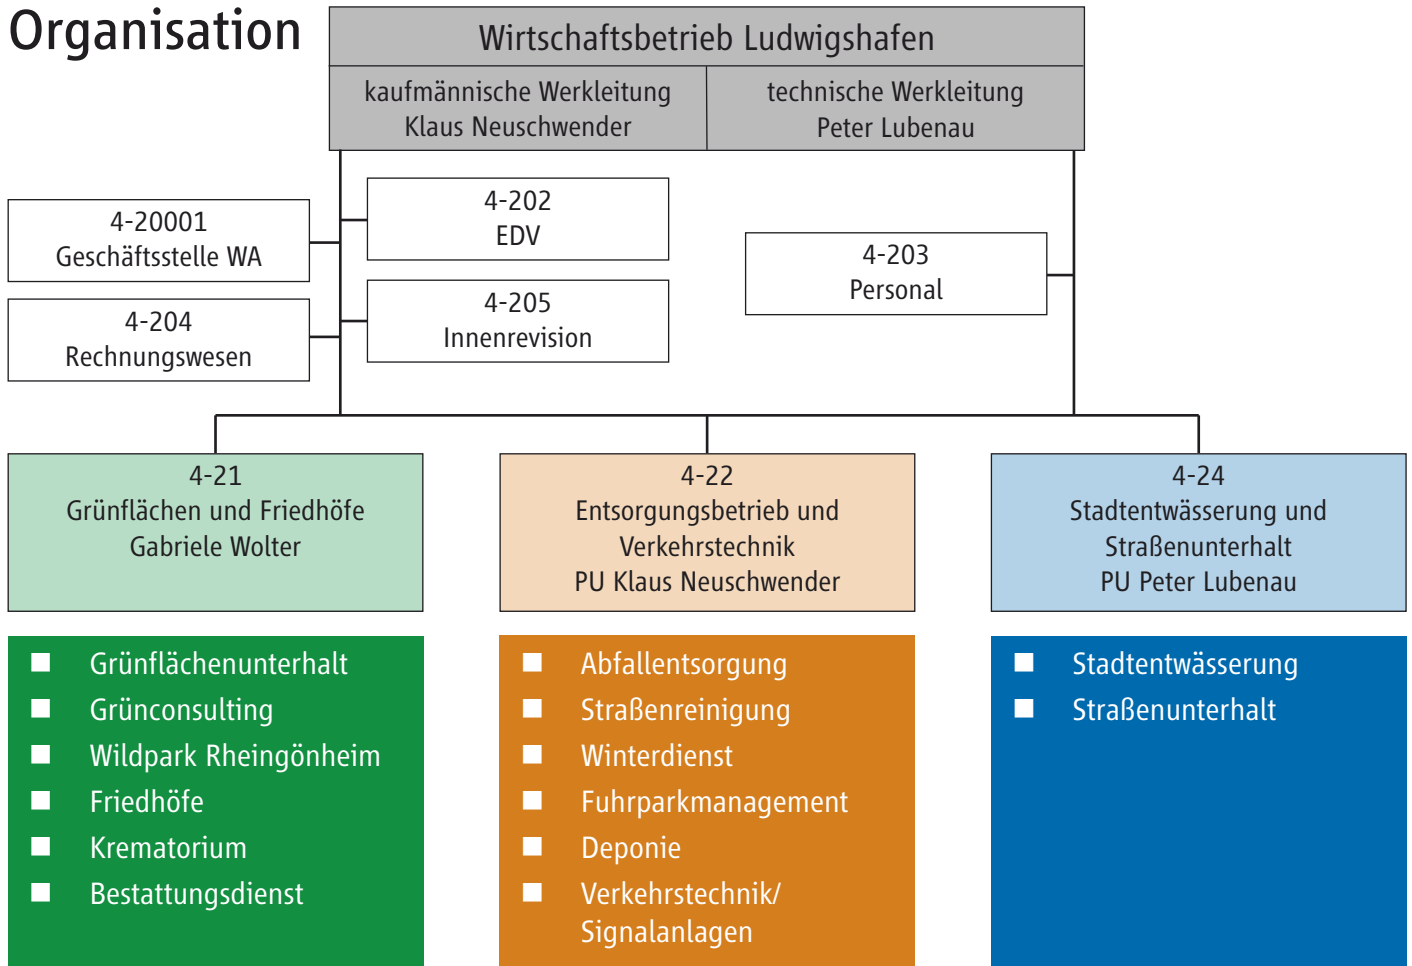 Organisation
Wirtschaftsbetrieb Ludwigshafen
kaufmännische Werkleitung
Klaus Neuschwender
technische Werkleitung
Peter Lubenau
4-20001
Geschäftsstelle WA
4-202
EDV
4-203
Personal
4-204
Rechnungswesen
4-205
Innenrevision
4-21
Grünflächen und Friedhöfe
Gabriele Wolter
4-22
Entsorgungsbetrieb und
Verkehrstechnik
PU Klaus Neuschwender
4-24
Stadtentwässerung und
Straßenunterhalt
PU Peter Lubenau
Grünflächenunterhalt
Grünconsulting
Wildpark Rheingönheim
Friedhöfe
Krematorium
Bestattungsdienst
Abfallentsorgung
Straßenreinigung
Winterdienst
Fuhrparkmanagement
Deponie
Verkehrstechnik/
Signalanlagen
Stadtentwässerung
Straßenunterhalt